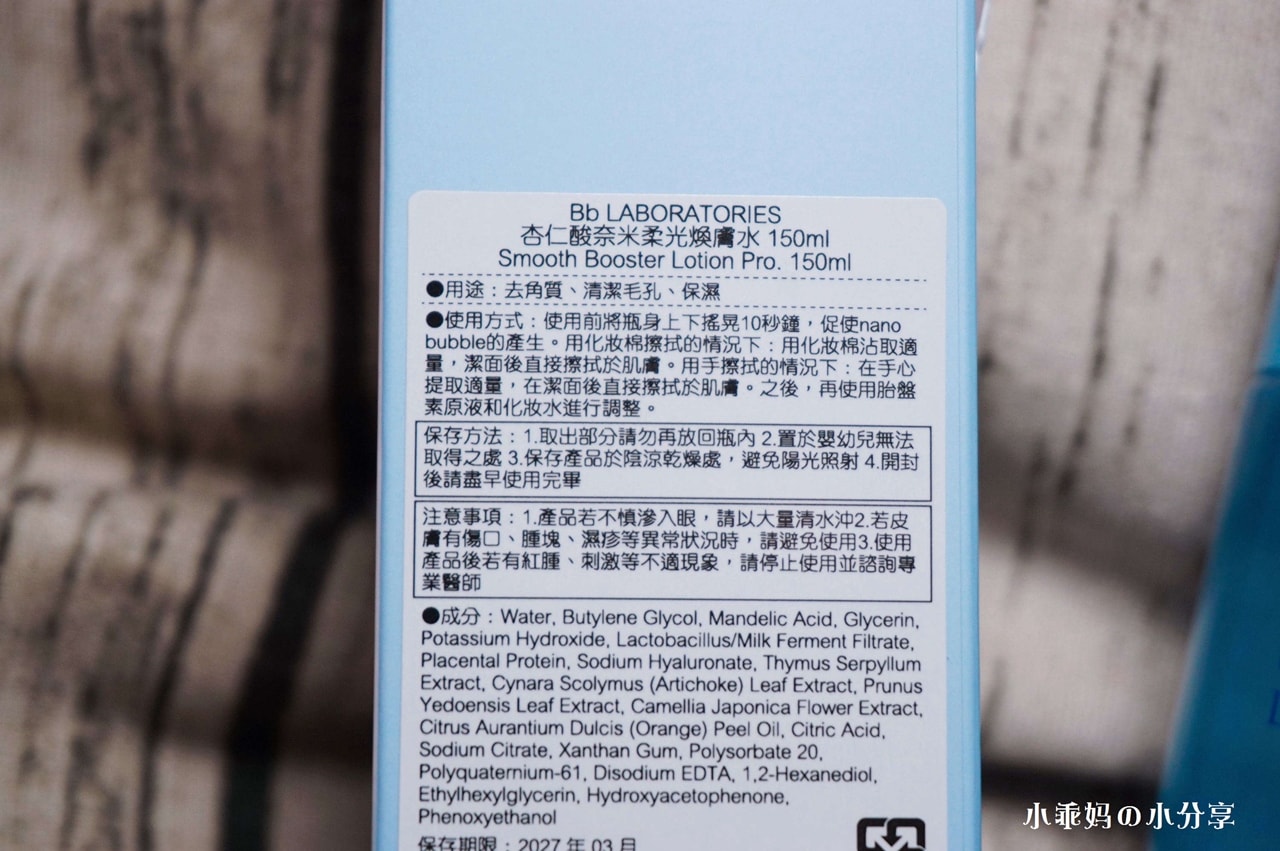 Bb LABORATORIES
杏仁酸奈米柔光煥膚水 150ml
Smooth Booster Lotion Pro. 150ml
●用途：去角質、清潔毛孔、保濕
●使用方式：使用前將瓶身上下搖晃10秒鐘，促使nano
bubble的產生。用化妝棉擦拭的情況下：用化妝棉沾取適
量，潔面後直接擦拭於肌膚。用手擦拭的情況下：在手心
提取適量，在潔面後直接擦拭於肌膚。之後，再使用胎盤
素原液和化妝水進行調整。
保存方法：1.取出部分請勿再放回瓶內 2.置於嬰幼兒無法
取得之處 3.保存產品於陰涼乾燥處，避免陽光照射 4.開封
後請盡早使用完畢
注意事項：1.產品若不慎滲入眼，請以大量清水沖2.若皮
膚有傷口、腫塊、濕疹等異常狀況時，請避免使用3.使用
產品後若有紅腫、刺激等不適現象，請停止使用並諮詢專
業醫師
●成分：Water, Butylene Glycol, Mandelic Acid, Glycerin,
Potassium Hydroxide, Lactobacillus/Milk Ferment Filtrate,
Placental Protein, Sodium Hyaluronate, Thymus Serpyllum
Extract, Cynara Scolymus (Artichoke) Leaf Extract, Prunus
Yedoensis Leaf Extract, Camellia Japonica Flower Extract,
Citrus Aurantium Dulcis (Orange) Peel Oil, Citric Acid,
Sodium Citrate, Xanthan Gum, Polysorbate 20,
Polyquaternium-61, Disodium EDTA, 1,2-Hexanediol,
Ethylhexylglycerin, Hydroxyacetophenone,
Phenoxyethanol
保存期限：2027 年 03 月
小乖妈の小分享